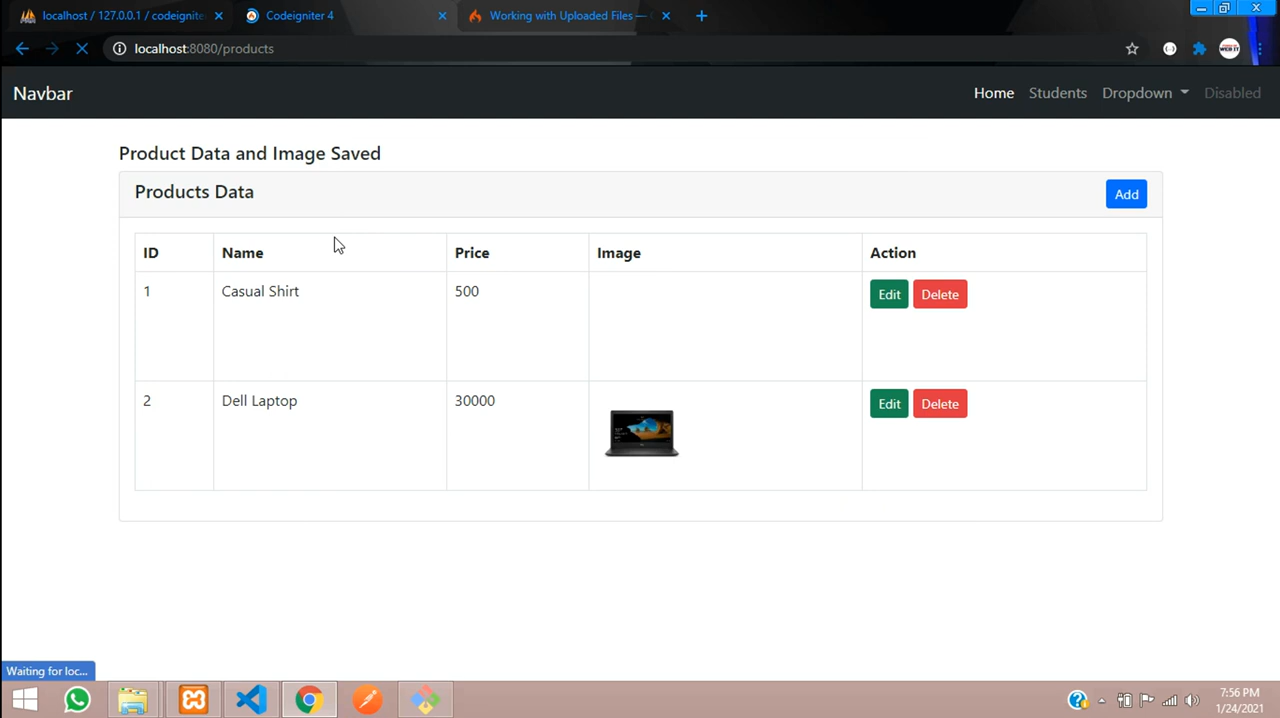 localhost / 127.0.0.1 / codeignite
Codeigniter 4
Working with Uploaded Files —
localhost:8080/products
WEB IT
Navbar
Home
Students
Dropdown
Disabled
Product Data and Image Saved
Products Data
Add
ID
Name
Price
Image
Action
1
Casual Shirt
500
Edit
Delete
2
Dell Laptop
30000
Edit
Delete
Waiting for loc...
7:56 PM
1/24/2021